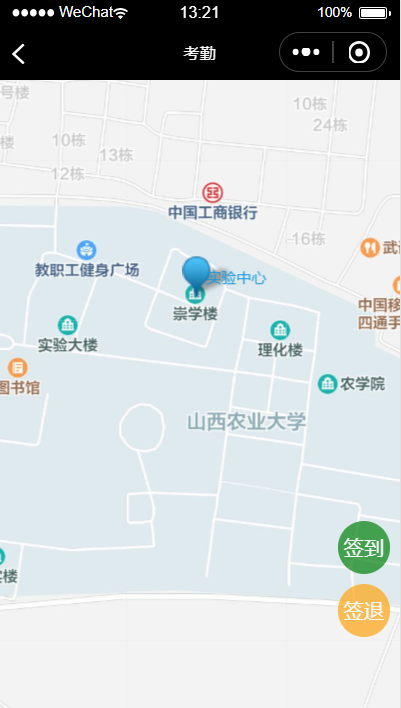 WeChat 13:21 100%
考勤
号楼
10栋
24栋
楼
10栋
13栋
12栋
中国工商银行
16栋
武
教职工健身广场
实验中心
中国移
四通手
崇学楼
实验大楼
理化楼
图书馆
农学院
山西农业大学
签到
楼
签退